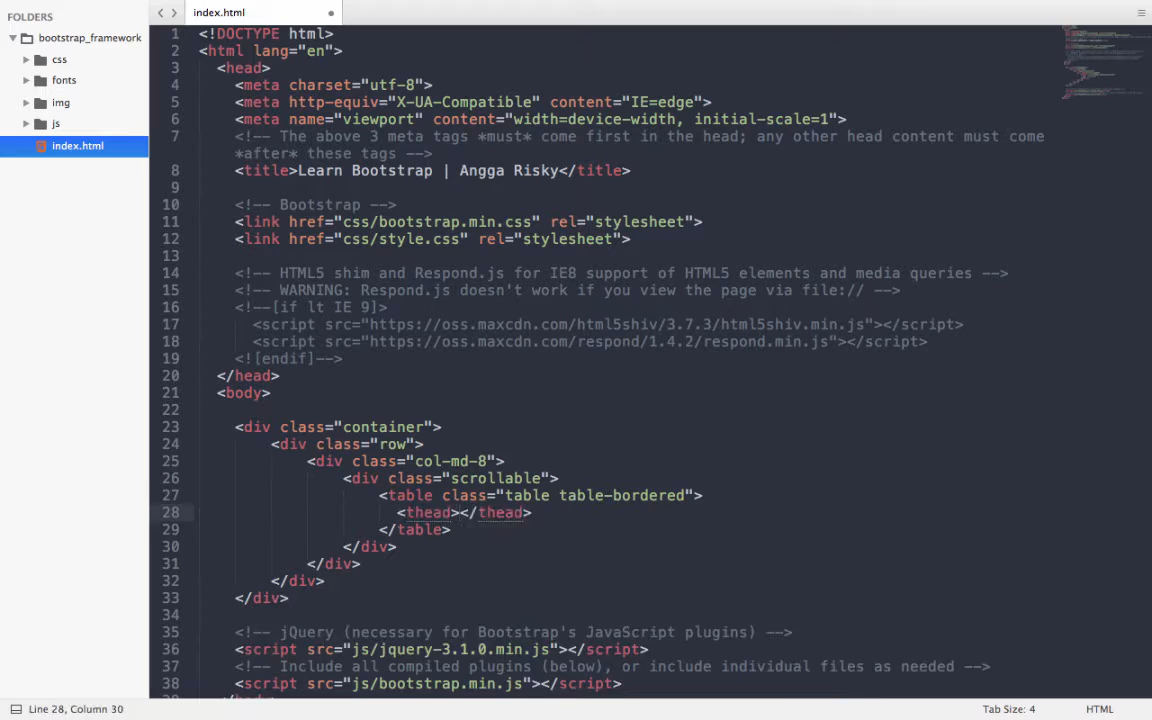 FOLDERS
bootstrap_framework
css
fonts
img
js
index.html
index.html
1 <!DOCTYPE html>
2 <html lang="en">
3 <head>
4 <meta charset="utf-8">
5 <meta http-equiv="X-UA-Compatible" content="IE=edge">
6 <meta name="viewport" content="width=device-width, initial-scale=1">
7 <!-- The above 3 meta tags *must* come first in the head; any other head content must come
*after* these tags -->
8 <title>Learn Bootstrap | Angga Risky</title>
9
10 <!-- Bootstrap -->
11 <link href="css/bootstrap.min.css" rel="stylesheet">
12 <link href="css/style.css" rel="stylesheet">
13
14 <!-- HTML5 shim and Respond.js for IE8 support of HTML5 elements and media queries -->
15 <!-- WARNING: Respond.js doesn't work if you view the page via file:// -->
16 <!--[if lt IE 9]>
17 <script src="https://oss.maxcdn.com/html5shiv/3.7.3/html5shiv.min.js"></script>
18 <script src="https://oss.maxcdn.com/respond/1.4.2/respond.min.js"></script>
19 <![endif]-->
20 </head>
21 <body>
22
23 <div class="container">
24 <div class="row">
25 <div class="col-md-8">
26 <div class="scrollable">
27 <table class="table table-bordered">
28 <thead></thead>
29 </table>
30 </div>
31 </div>
32 </div>
33 </div>
34
35 <!-- jQuery (necessary for Bootstrap's JavaScript plugins) -->
36 <script src="js/jquery-3.1.0.min.js"></script>
37 <!-- Include all compiled plugins (below), or include individual files as needed -->
38 <script src="js/bootstrap.min.js"></script>
Line 28, Column 30
Tab Size: 4
HTML